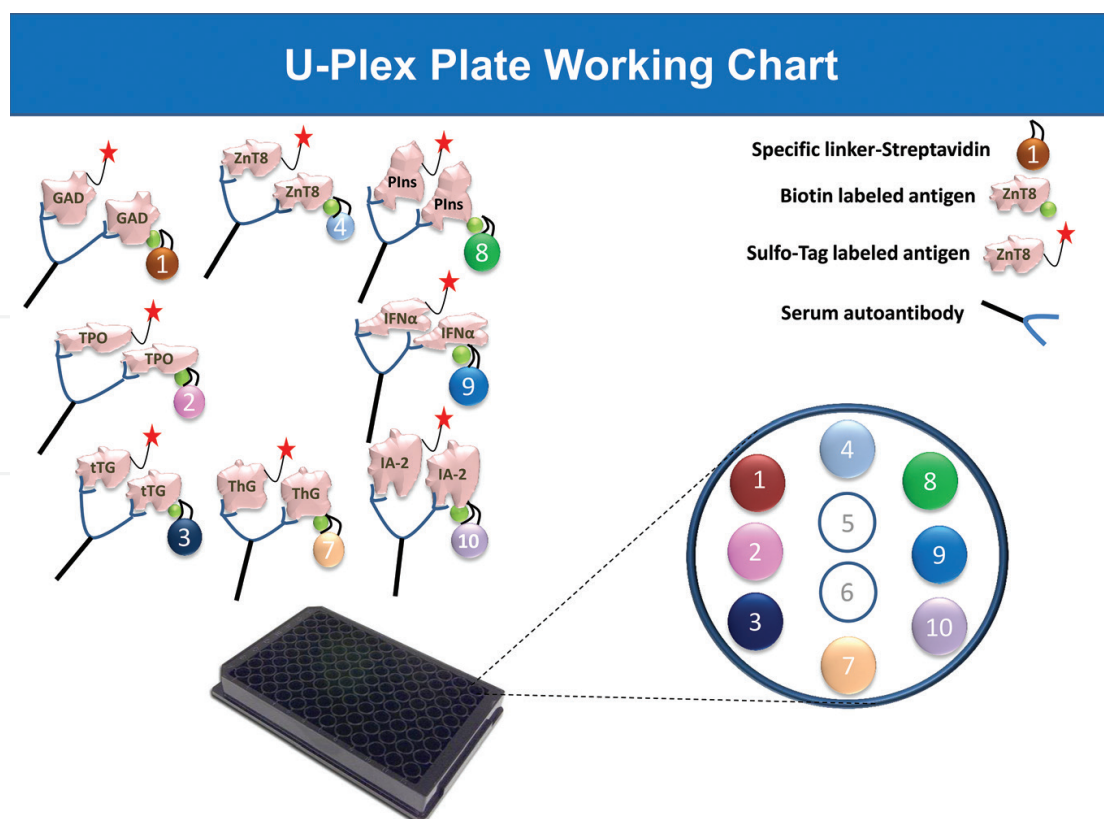 U-Plex Plate Working Chart
GAD
GAD
1
ZnT8
ZnT8
4
PIns
PIns
8
TPO
TPO
2
IFNα
IFNα
9
tTG
tTG
3
ThG
ThG
7
IA-2
IA-2
10
Specific linker-Streptavidin
1
Biotin labeled antigen
ZnT8
Sulfo-Tag labeled antigen
ZnT8
Serum autoantibody
1
2
3
4
5
6
7
8
9
10